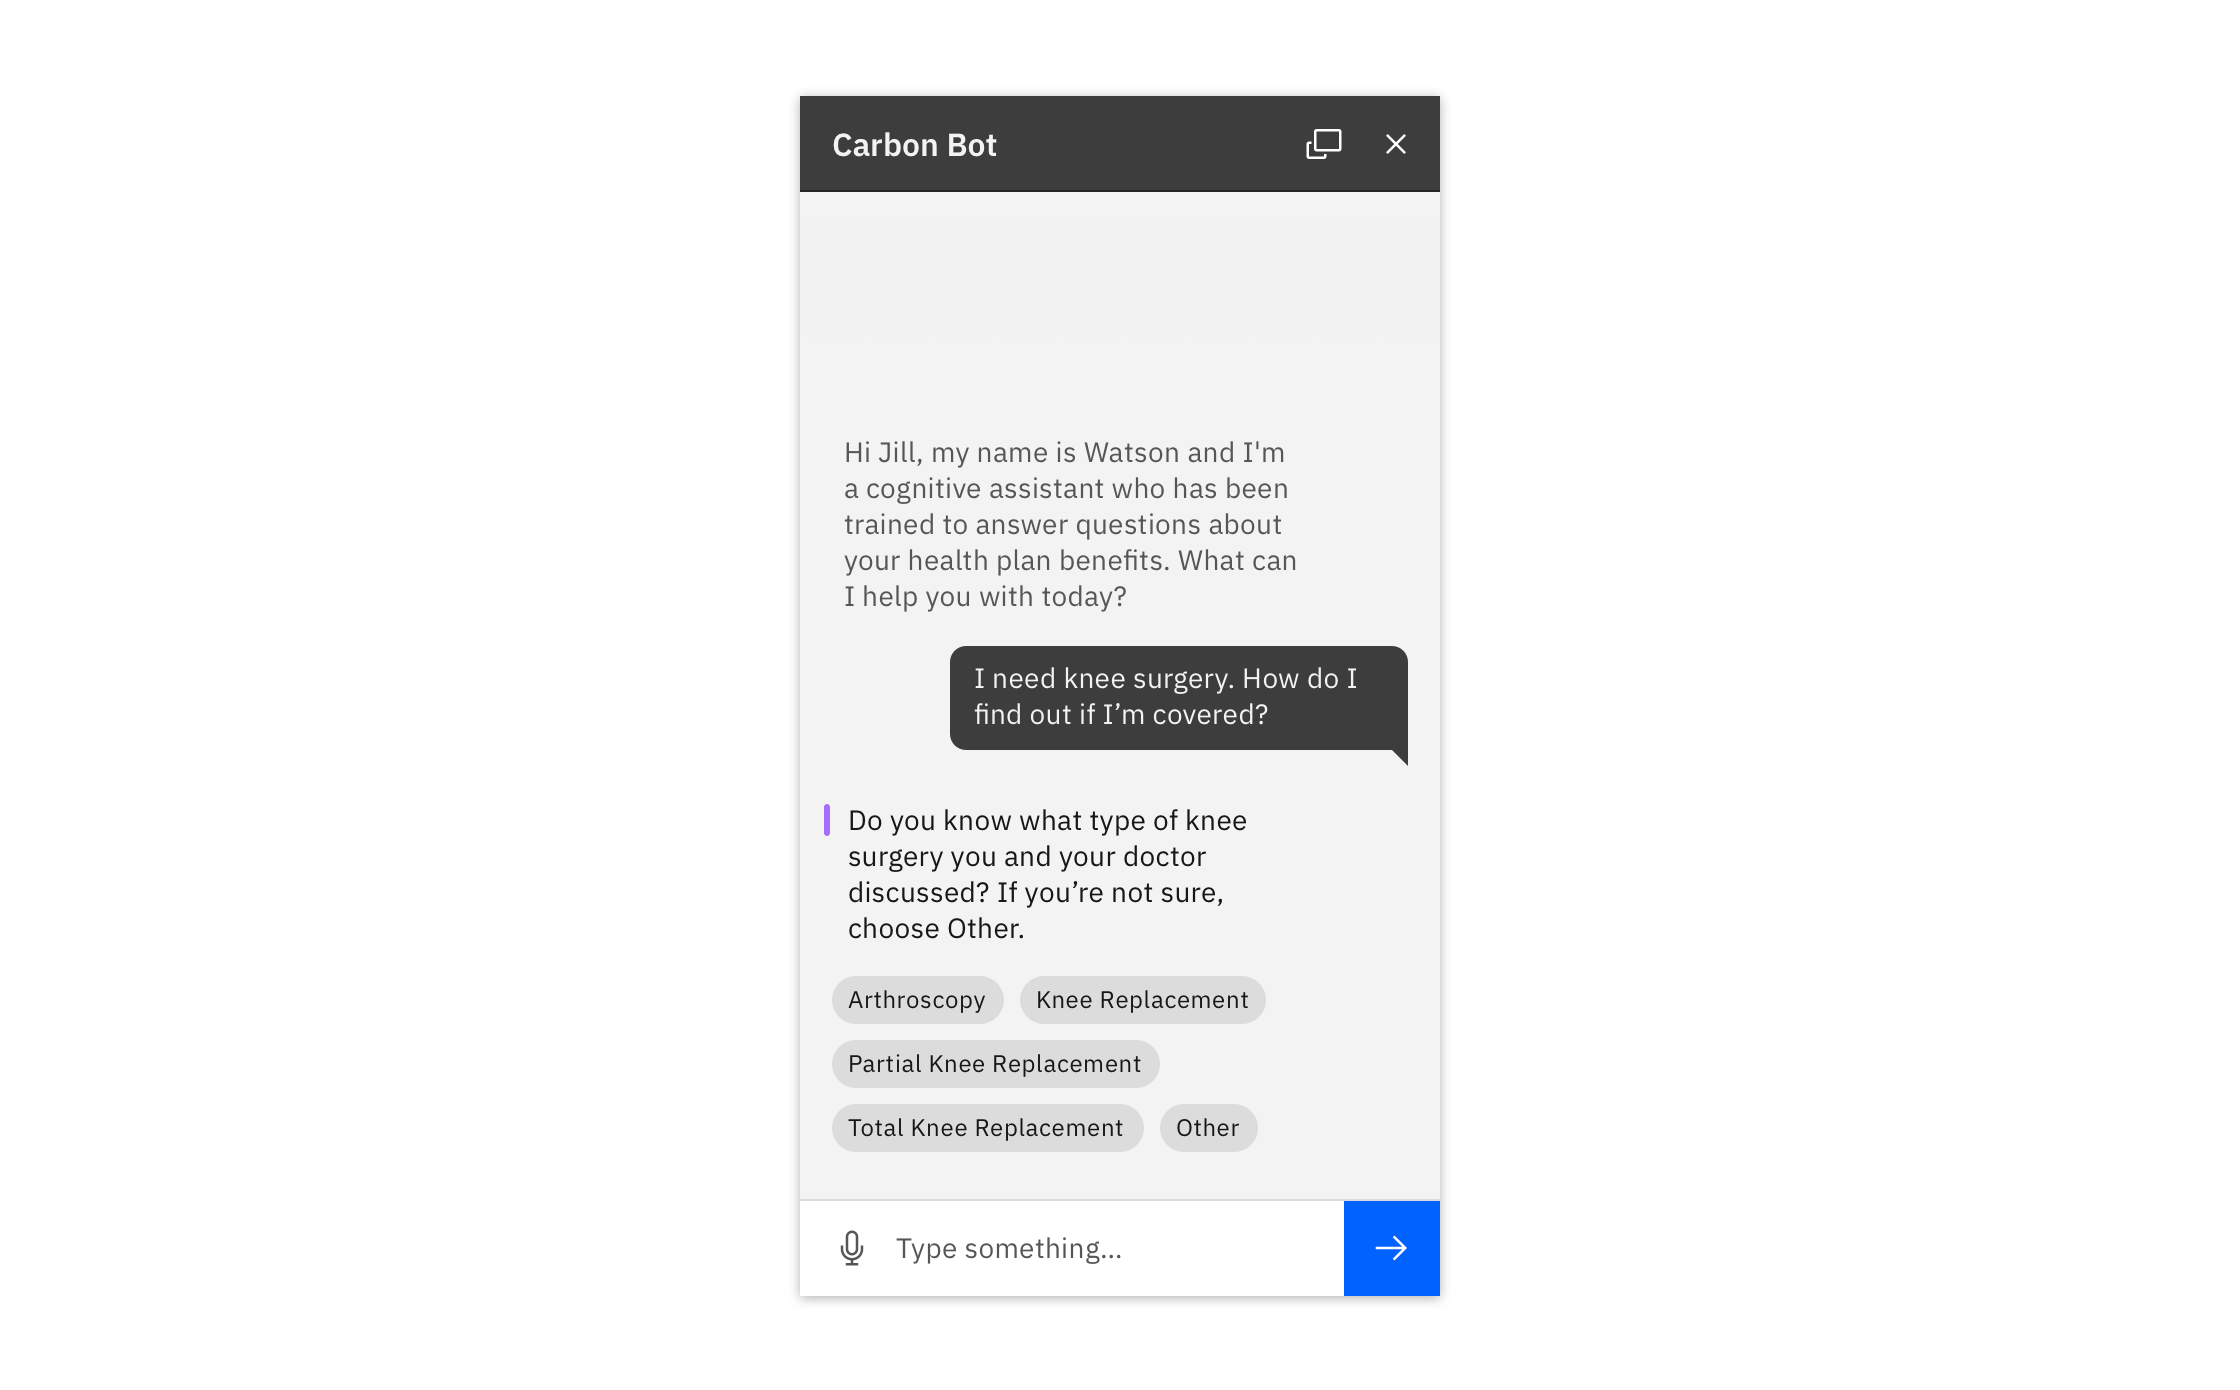 Carbon Bot
Hi Jill, my name is Watson and I'm
a cognitive assistant who has been
trained to answer questions about
your health plan benefits. What can
I help you with today?
I need knee surgery. How do I
find out if I’m covered?
Do you know what type of knee
surgery you and your doctor
discussed? If you’re not sure,
choose Other.
Arthroscopy
Knee Replacement
Partial Knee Replacement
Total Knee Replacement
Other
Type something...